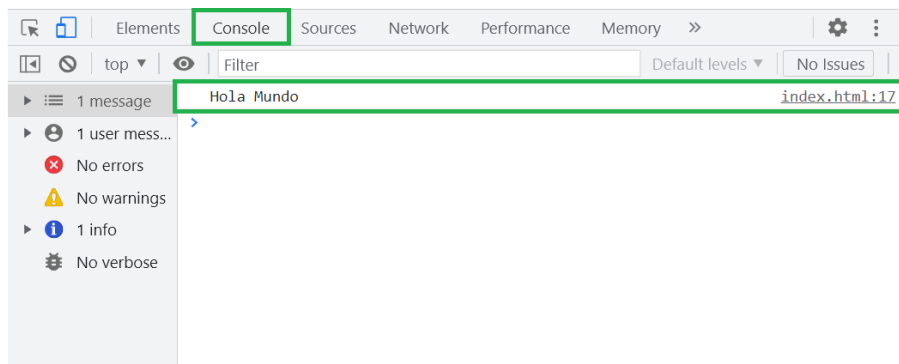 Elements Console Sources Network Performance Memory »
top ▼ Filter Default levels ▼ No Issues
1 message
Hola Mundo index.html:17
1 user mess...
No errors
No warnings
1 info
No verbose